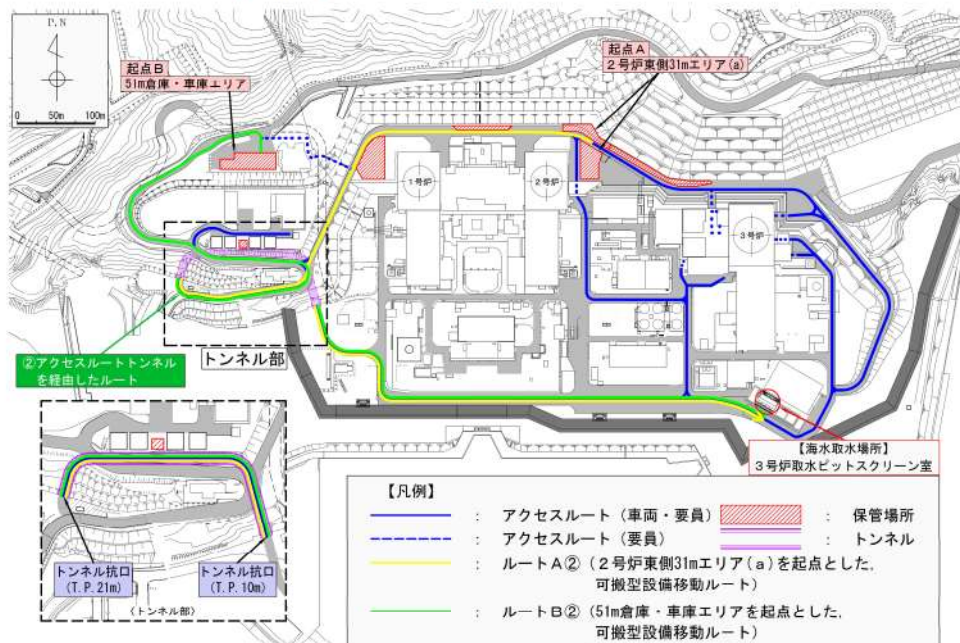 P.N
0 50m 100m
起点B
51m倉庫・車庫エリア
起点A
2号炉東側31mエリア(a)
1号炉
2号炉
3号炉
トンネル部
②アクセスルートトンネル
を経由したルート
【海水取水場所】
3号炉取水ピットスクリーン室
トンネル抗口
(T.P.21m)
トンネル抗口
(T.P.10m)
〈トンネル部〉
【凡例】
: アクセスルート（車両・要員）
: 保管場所
: アクセスルート（要員）
: トンネル
: ルートA②（2号炉東側31mエリア(a)を起点とした,
可搬型設備移動ルート）
: ルートB②（51m倉庫・車庫エリアを起点とした,
可搬型設備移動ルート）